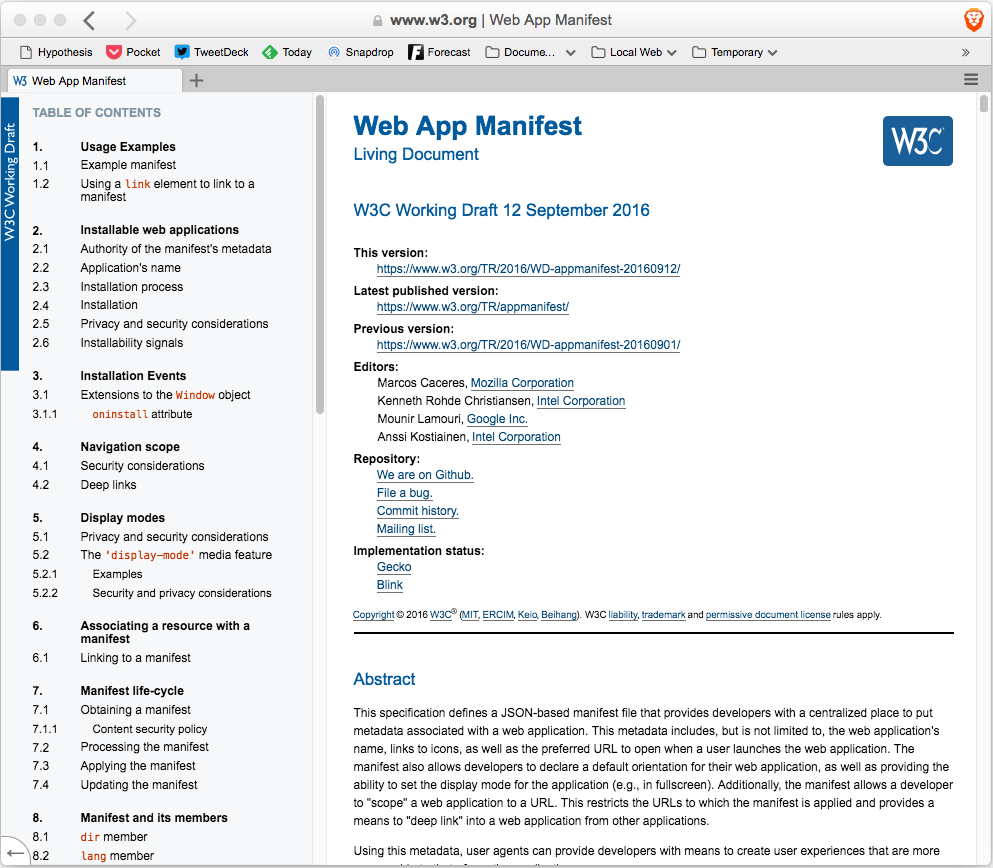 www.w3.org | Web App Manifest
Hypothesis Pocket TweetDeck Today Snapdrop Forecast Docume... Local Web Temporary »
W3 Web App Manifest
W3C Working Draft
TABLE OF CONTENTS
1. Usage Examples
1.1 Example manifest
1.2 Using a link element to link to a
manifest
2. Installable web applications
2.1 Authority of the manifest's metadata
2.2 Application's name
2.3 Installation process
2.4 Installation
2.5 Privacy and security considerations
2.6 Installability signals
3. Installation Events
3.1 Extensions to the Window object
3.1.1 oninstall attribute
4. Navigation scope
4.1 Security considerations
4.2 Deep links
5. Display modes
5.1 Privacy and security considerations
5.2 The 'display-mode' media feature
5.2.1 Examples
5.2.2 Security and privacy considerations
6. Associating a resource with a
manifest
6.1 Linking to a manifest
7. Manifest life-cycle
7.1 Obtaining a manifest
7.1.1 Content security policy
7.2 Processing the manifest
7.3 Applying the manifest
7.4 Updating the manifest
8. Manifest and its members
8.1 dir member
8.2 lang member
Web App Manifest
W3C
Living Document
W3C Working Draft 12 September 2016
This version:
https://www.w3.org/TR/2016/WD-appmanifest-20160912/
Latest published version:
https://www.w3.org/TR/appmanifest/
Previous version:
https://www.w3.org/TR/2016/WD-appmanifest-20160901/
Editors:
Marcos Caceres, Mozilla Corporation
Kenneth Rohde Christiansen, Intel Corporation
Mounir Lamouri, Google Inc.
Anssi Kostiainen, Intel Corporation
Repository:
We are on Github.
File a bug.
Commit history.
Mailing list.
Implementation status:
Gecko
Blink
Copyright © 2016 W3C® (MIT, ERCIM, Keio, Beihang). W3C liability, trademark and permissive document license rules apply.
Abstract
This specification defines a JSON-based manifest file that provides developers with a centralized place to put
metadata associated with a web application. This metadata includes, but is not limited to, the web application's
name, links to icons, as well as the preferred URL to open when a user launches the web application. The
manifest also allows developers to declare a default orientation for their web application, as well as providing the
ability to set the display mode for the application (e.g., in fullscreen). Additionally, the manifest allows a developer
to "scope" a web application to a URL. This restricts the URLs to which the manifest is applied and provides a
means to "deep link" into a web application from other applications.
Using this metadata, user agents can provide developers with means to create user experiences that are more